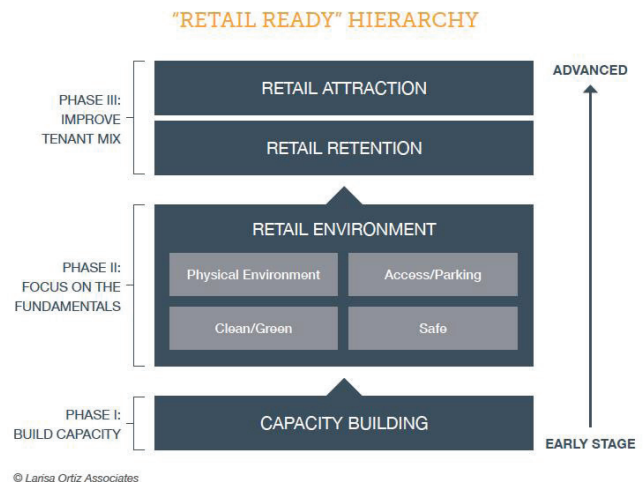 "RETAIL READY" HIERARCHY
ADVANCED
PHASE III:
IMPROVE
TENANT MIX
RETAIL ATTRACTION
RETAIL RETENTION
PHASE II:
FOCUS ON THE
FUNDAMENTALS
RETAIL ENVIRONMENT
Physical Environment
Access/Parking
Clean/Green
Safe
PHASE I:
BUILD CAPACITY
CAPACITY BUILDING
EARLY STAGE
© Larisa Ortiz Associates